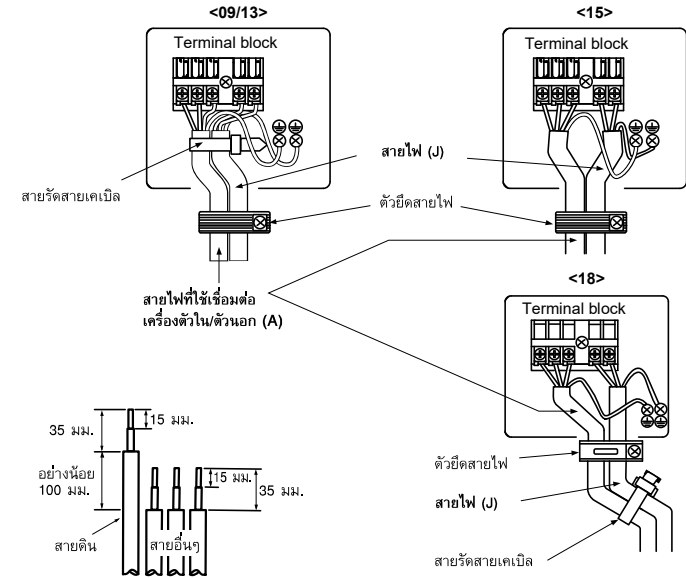 <09/13>
<15>
Terminal block
Terminal block
สายไฟ (J)
สายรัดสายเคเบิล
ตัวยึดสายไฟ
<18>
สายไฟที่ใช้เชื่อมต่อ
เครื่องตัวใน/ตัวนอก (A)
Terminal block
35 มม.
15 มม.
อย่างน้อย
100 มม.
15 มม.
35 มม.
ตัวยึดสายไฟ
สายไฟ (J)
สายดิน
สายอื่นๆ
สายรัดสายเคเบิล